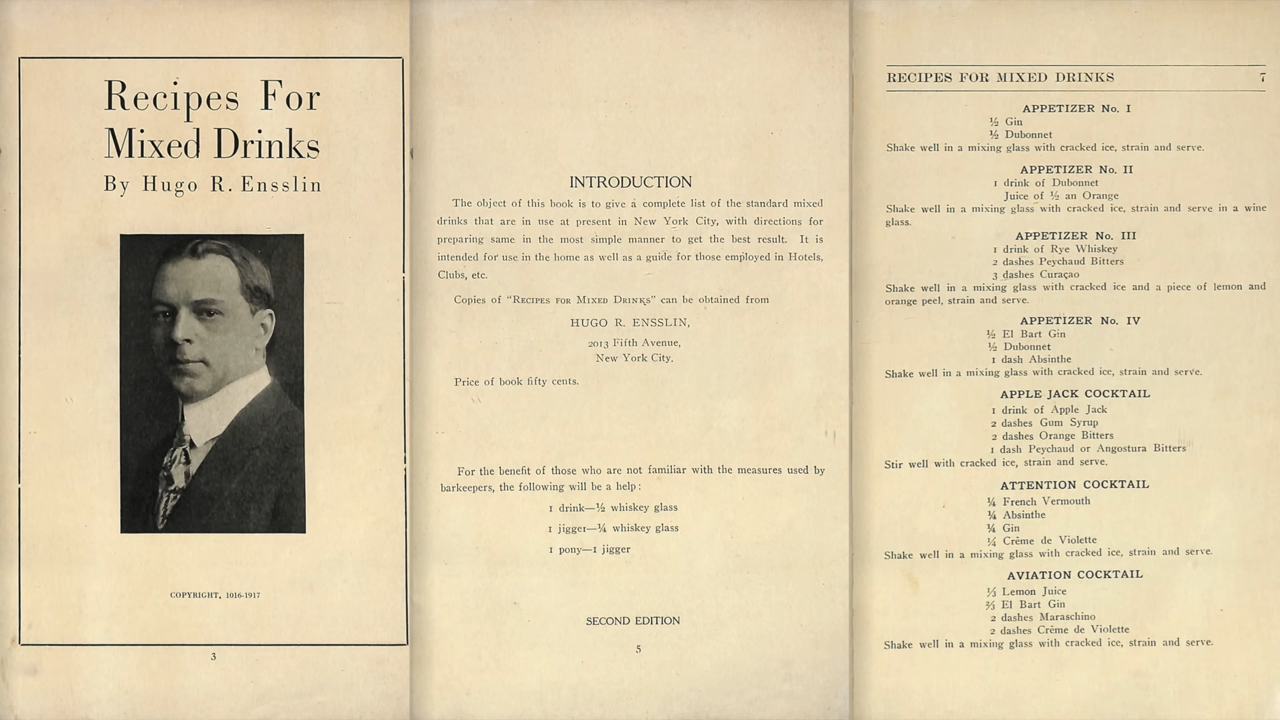 Recipes For
Mixed Drinks
By Hugo R. Ensslin
COPYRIGHT, 1016-1917
3
INTRODUCTION
The object of this book is to give a complete list of the standard mixed
drinks that are in use at present in New York City, with directions for
preparing same in the most simple manner to get the best result. It is
intended for use in the home as well as a guide for those employed in Hotels,
Clubs, etc.
Copies of "RECIPES FOR MIXED DRINKS" can be obtained from
HUGO R. ENSSLIN,
2013 Fifth Avenue,
New York City.
Price of book fifty cents.
For the benefit of those who are not familiar with the measures used by
barkeepers, the following will be a help:
1 drink—½ whiskey glass
1 jigger—¼ whiskey glass
1 pony—1 jigger
SECOND EDITION
5
RECIPES FOR MIXED DRINKS 7
APPETIZER No. I
½ Gin
½ Dubonnet
Shake well in a mixing glass with cracked ice, strain and serve.
APPETIZER No. II
1 drink of Dubonnet
Juice of ½ an Orange
Shake well in a mixing glass with cracked ice, strain and serve in a wine
glass.
APPETIZER No. III
1 drink of Rye Whiskey
2 dashes Peychaud Bitters
3 dashes Curaçao
Shake well in a mixing glass with cracked ice and a piece of lemon and
orange peel, strain and serve.
APPETIZER No. IV
½ El Bart Gin
½ Dubonnet
1 dash Absinthe
Shake well in a mixing glass with cracked ice, strain and serve.
APPLE JACK COCKTAIL
1 drink of Apple Jack
2 dashes Gum Syrup
2 dashes Orange Bitters
1 dash Peychaud or Angostura Bitters
Stir well with cracked ice, strain and serve.
ATTENTION COCKTAIL
¼ French Vermouth
¼ Absinthe
¼ Gin
¼ Crême de Violette
Shake well in a mixing glass with cracked ice, strain and serve.
AVIATION COCKTAIL
⅓ Lemon Juice
⅔ El Bart Gin
2 dashes Maraschino
2 dashes Crême de Violette
Shake well in a mixing glass with cracked ice, strain and serve.